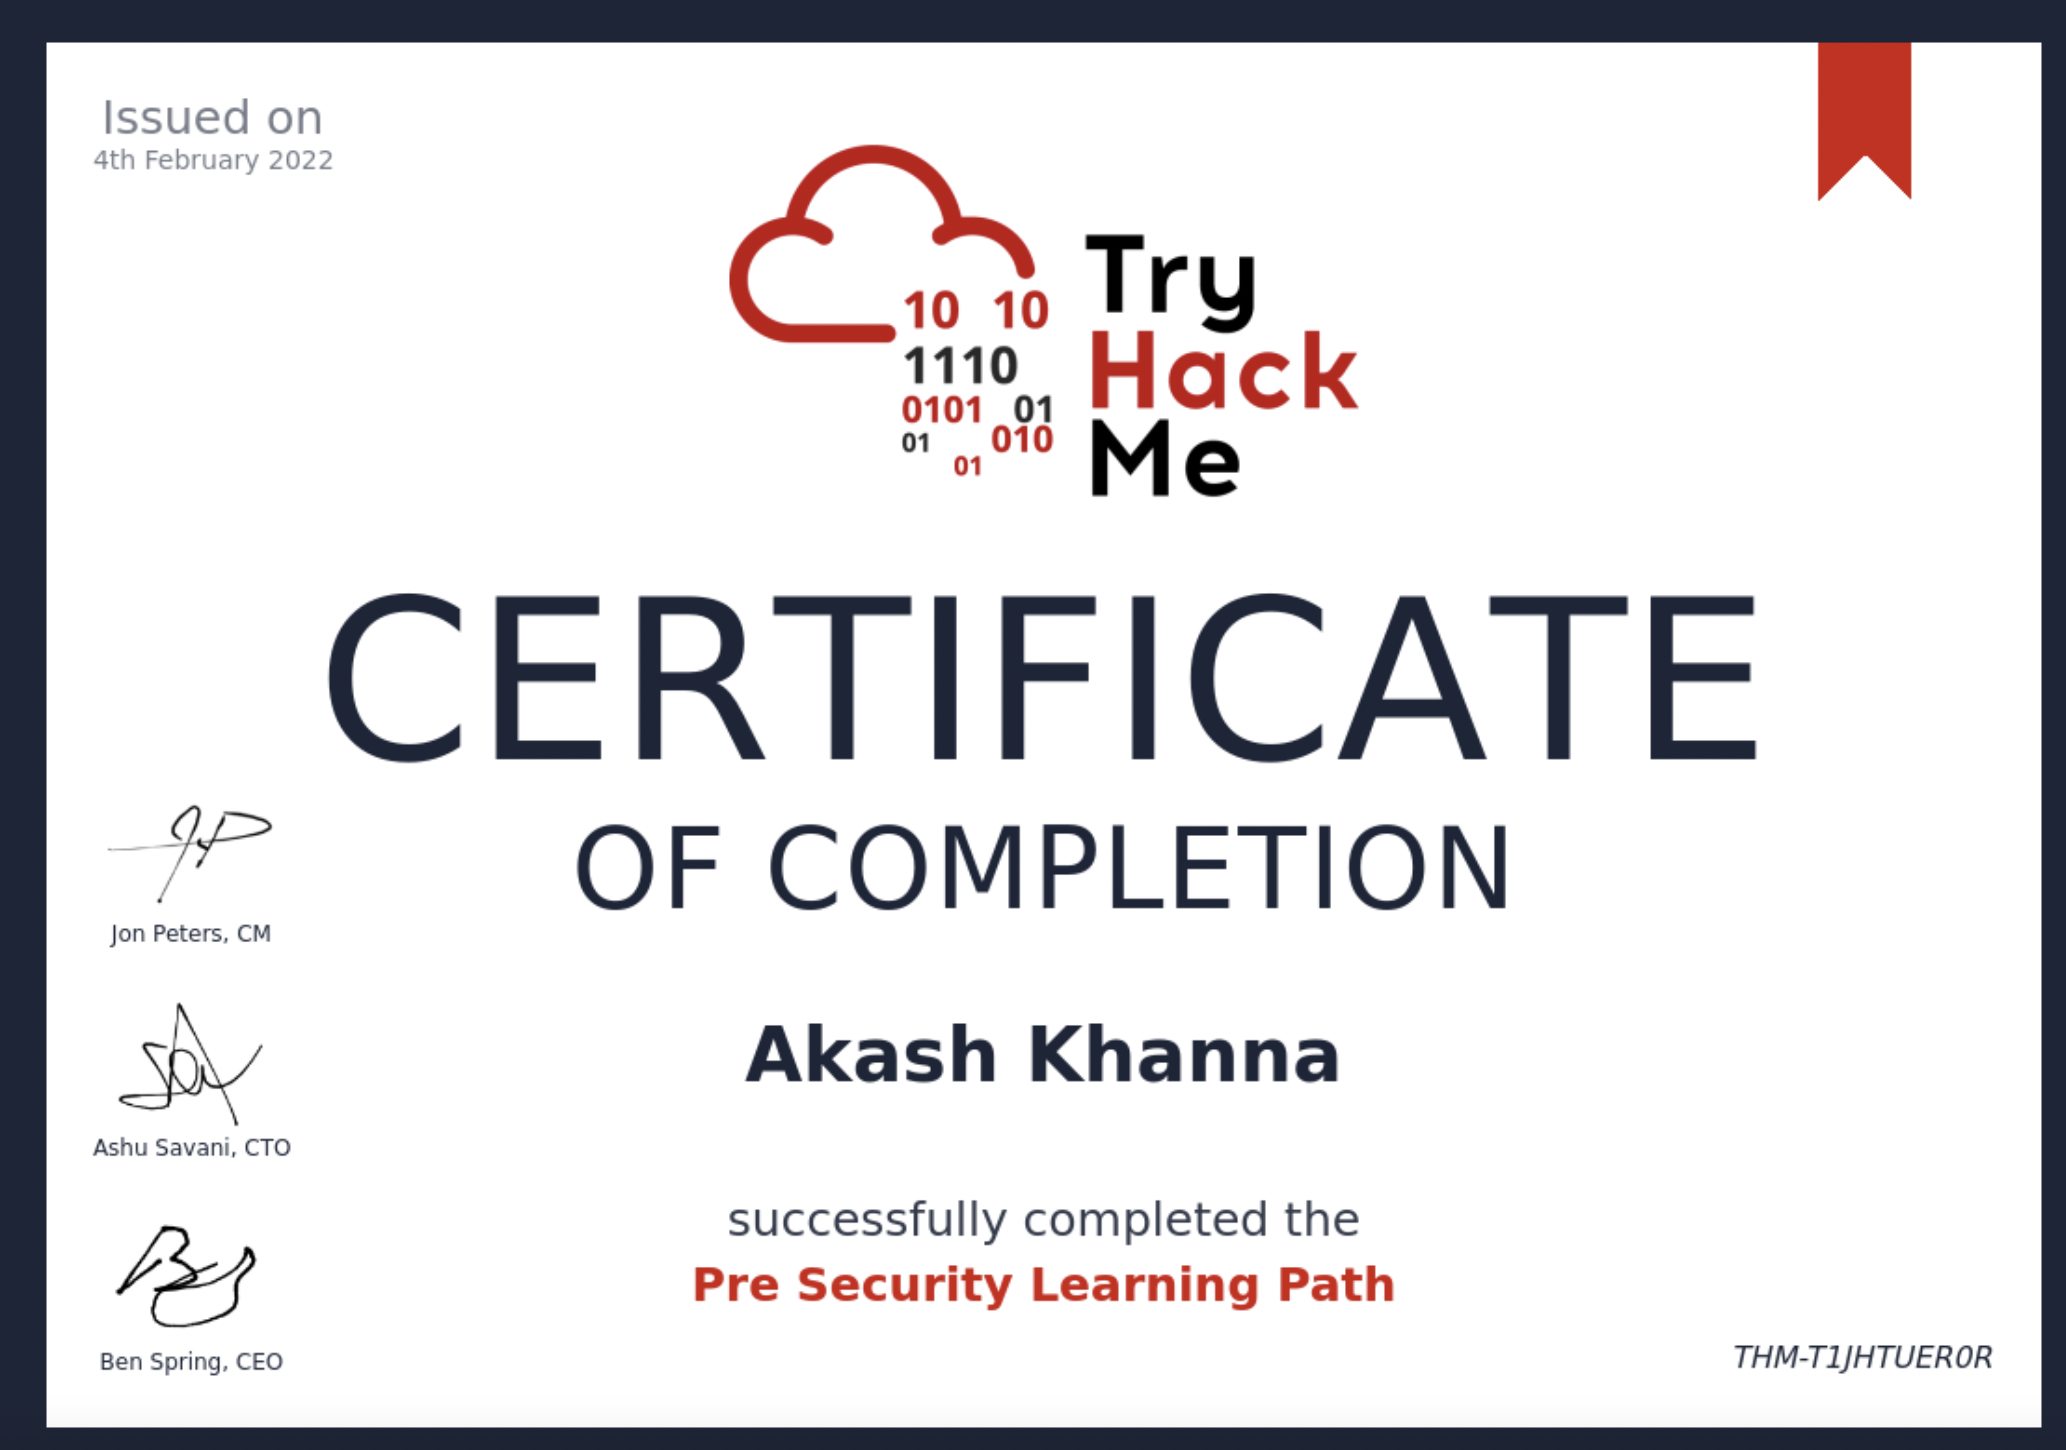 Issued on
4th February 2022
Try
Hack
Me
10 10
1110
0101 01
01 010
01
CERTIFICATE
OF COMPLETION
Jon Peters, CM
Akash Khanna
Ashu Savani, CTO
successfully completed the
Pre Security Learning Path
Ben Spring, CEO
THM-T1JHTUER0R